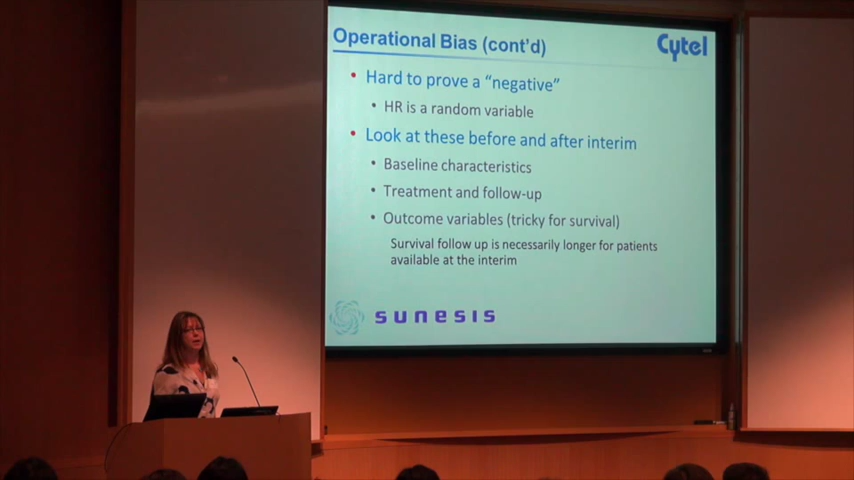 Operational Bias (cont'd)
Cytel
Hard to prove a "negative"
HR is a random variable
Look at these before and after interim
Baseline characteristics
Treatment and follow-up
Outcome variables (tricky for survival)
Survival follow up is necessarily longer for patients
available at the interim
sunesis